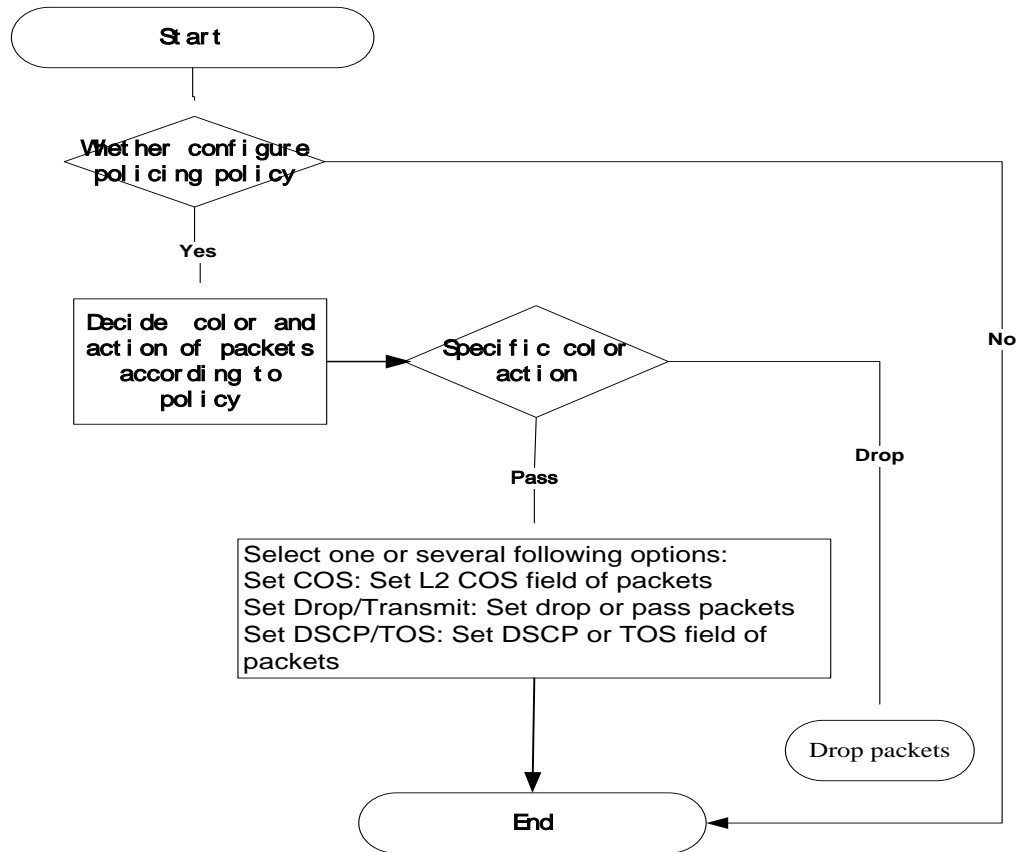 Start
Whether configure
policing policy
Yes
Decide color and
action of packets
according to
policy
Specific color
action
No
Drop
Pass
Select one or several following options:
Set COS: Set L2 COS field of packets
Set Drop/Transmit: Set drop or pass packets
Set DSCP/TOS: Set DSCP or TOS field of
packets
Drop packets
End